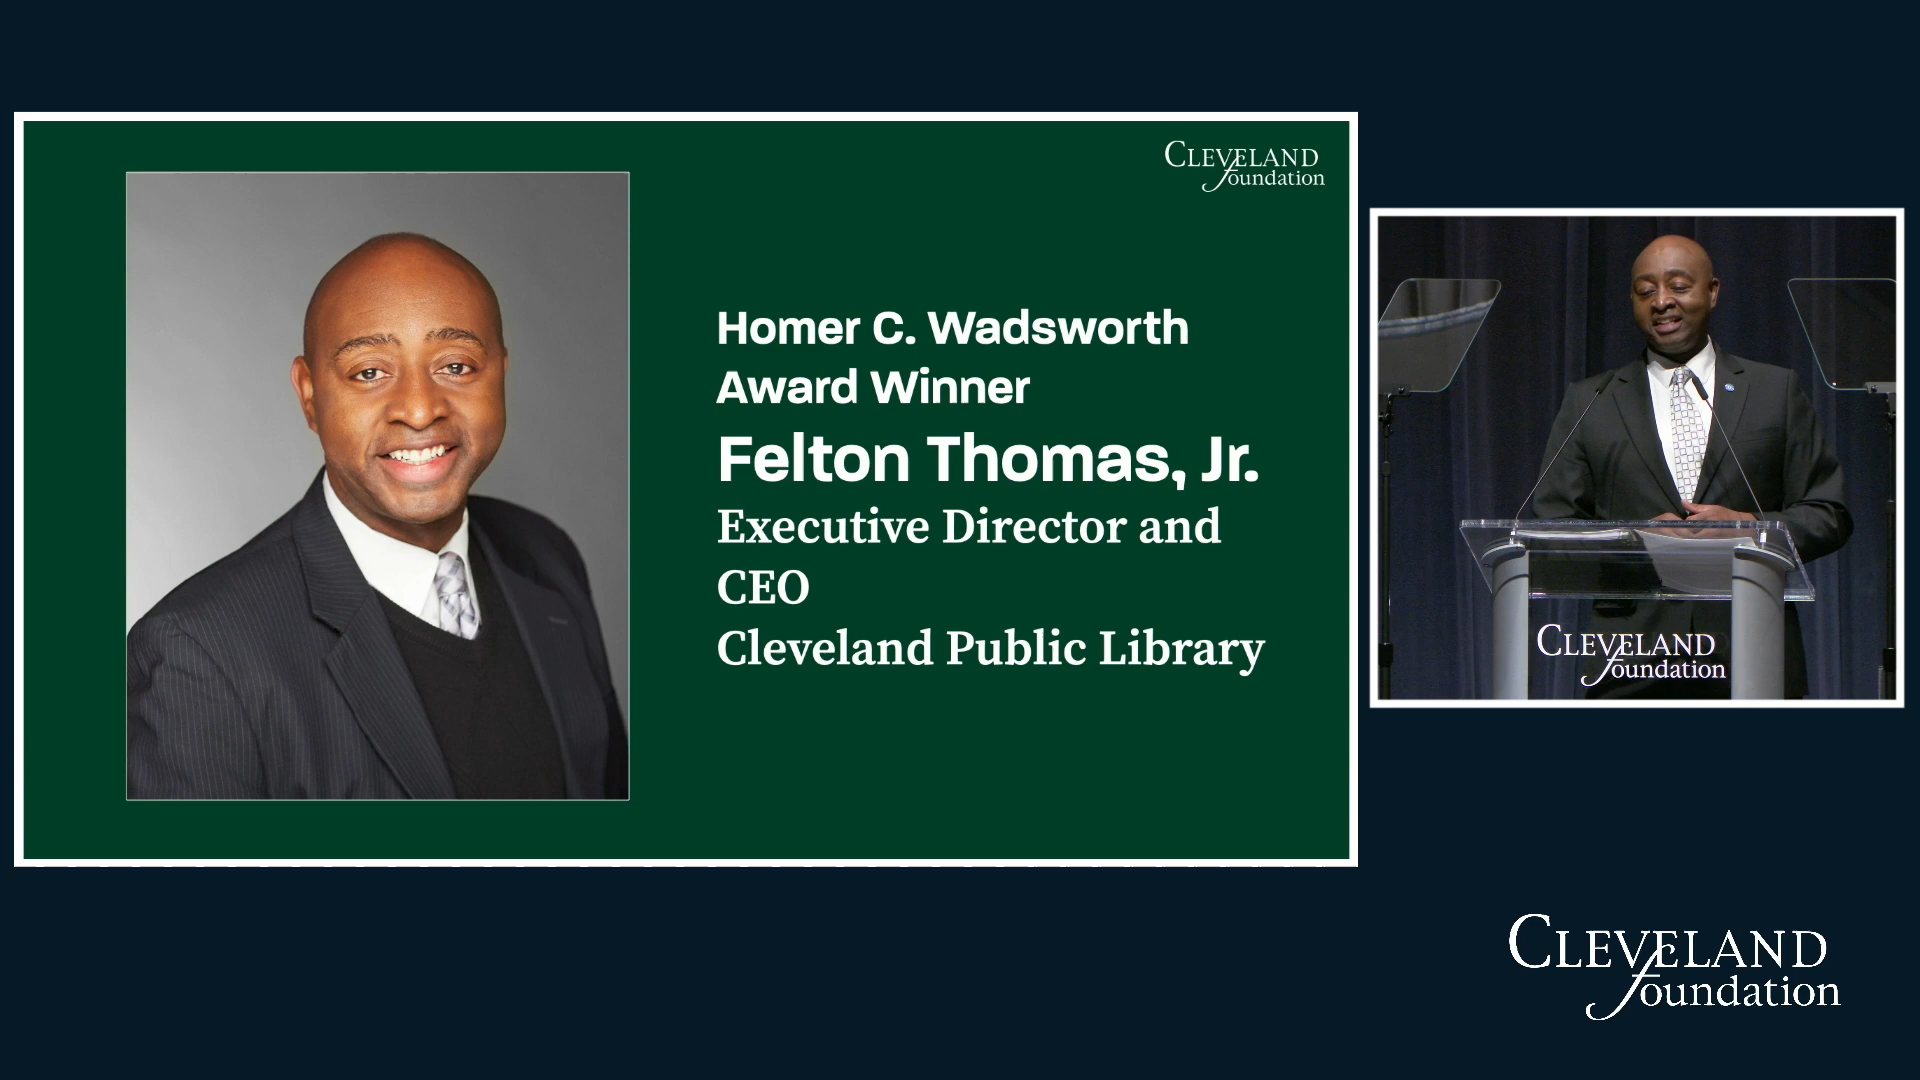 CLEVELAND
foundation
Homer C. Wadsworth
Award Winner
Felton Thomas, Jr.
Executive Director and
CEO
Cleveland Public Library
CLEVELAND
foundation
CLEVELAND
foundation